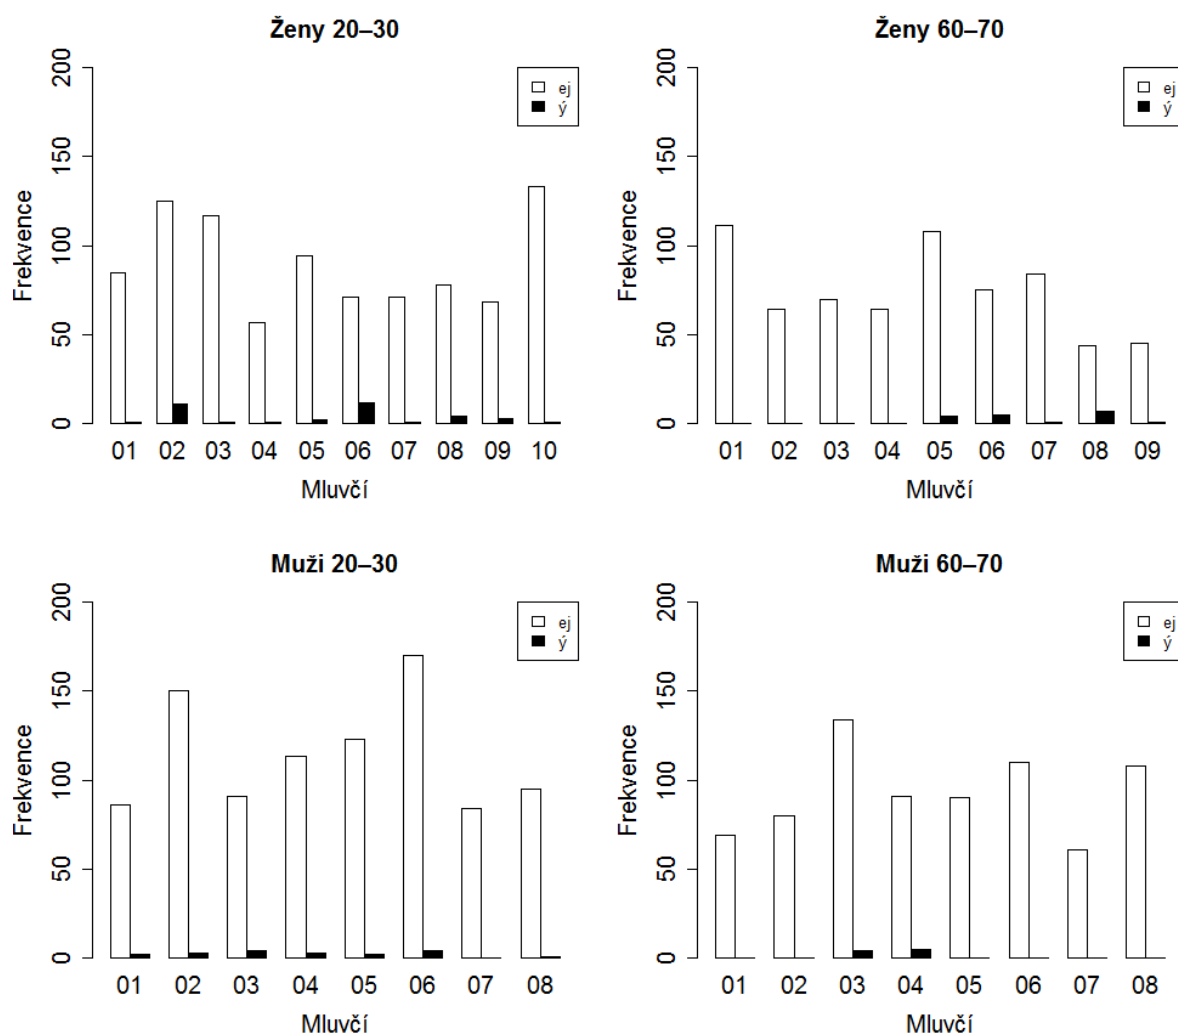 Ženy 20–30
Frekvence
0 50 100 150 200
ej
ý
01 02 03 04 05 06 07 08 09 10
Mluvčí
Ženy 60–70
Frekvence
0 50 100 150 200
ej
ý
01 02 03 04 05 06 07 08 09
Mluvčí
Muži 20–30
Frekvence
0 50 100 150 200
ej
ý
01 02 03 04 05 06 07 08
Mluvčí
Muži 60–70
Frekvence
0 50 100 150 200
ej
ý
01 02 03 04 05 06 07 08
Mluvčí